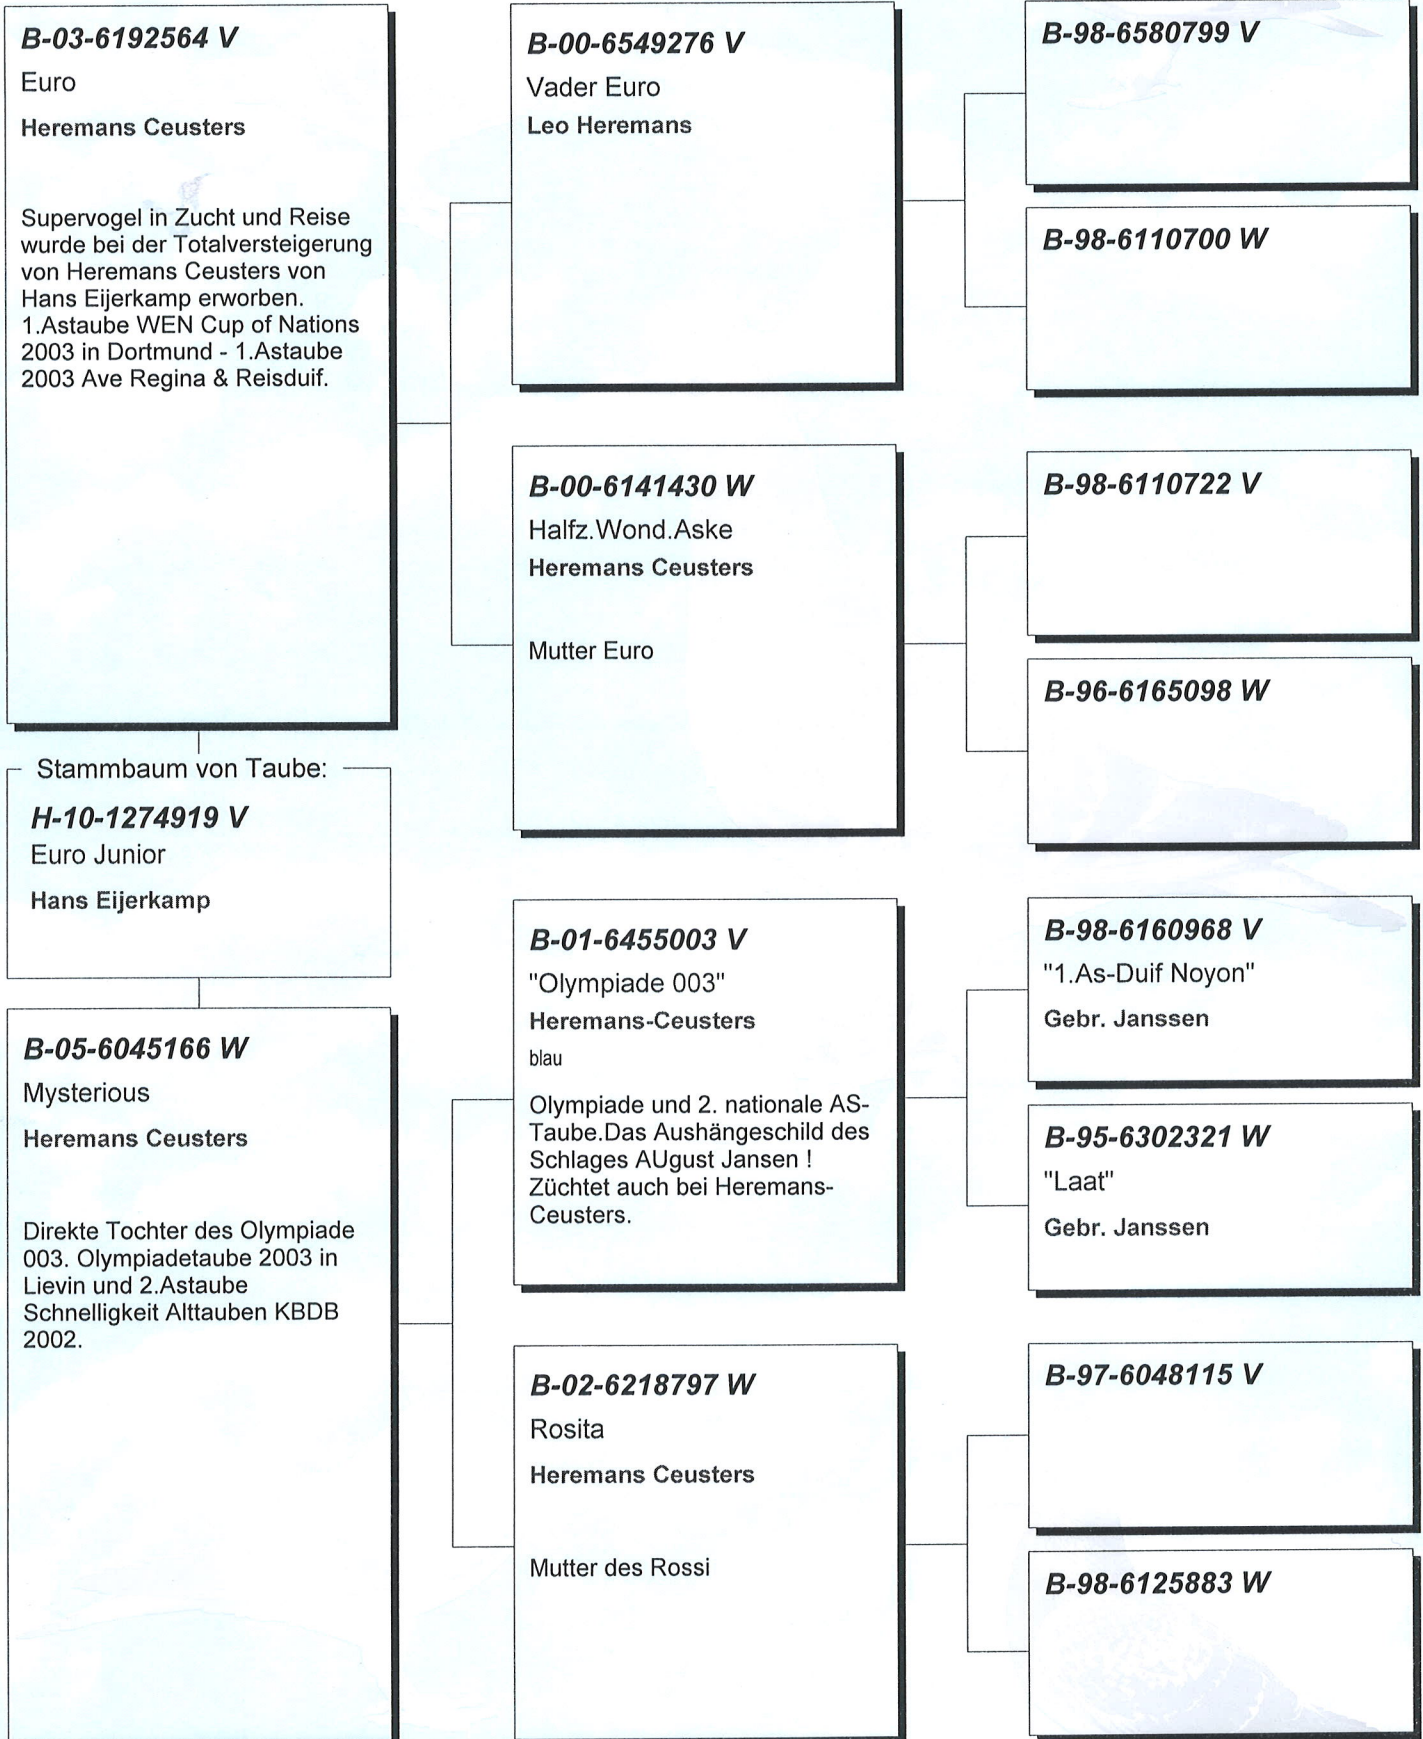 B-03-6192564 V
Euro
Heremans Ceusters
Supervogel in Zucht und Reise
wurde bei der Totalversteigerung
von Heremans Ceusters von
Hans Eijerkamp erworben.
1.Astaube WEN Cup of Nations
2003 in Dortmund - 1.Astaube
2003 Ave Regina & Reisduif.
Stammbaum von Taube:
H-10-1274919 V
Euro Junior
Hans Eijerkamp
B-05-6045166 W
Mysterious
Heremans Ceusters
Direkte Tochter des Olympiade
003. Olympiadetaube 2003 in
Lievin und 2.Astaube
Schnelligkeit Alttauben KBDB
2002.
B-00-6549276 V
Vader Euro
Leo Heremans
B-00-6141430 W
Halfz.Wond.Aske
Heremans Ceusters
Mutter Euro
B-01-6455003 V
"Olympiade 003"
Heremans-Ceusters
blau
Olympiade und 2. nationale AS-
Taube.Das Aushängeschild des
Schlages AUgust Jansen !
Züchtet auch bei Heremans-
Ceusters.
B-02-6218797 W
Rosita
Heremans Ceusters
Mutter des Rossi
B-98-6580799 V
B-98-6110700 W
B-98-6110722 V
B-96-6165098 W
B-98-6160968 V
"1.As-Duif Noyon"
Gebr. Janssen
B-95-6302321 W
"Laat"
Gebr. Janssen
B-97-6048115 V
B-98-6125883 W